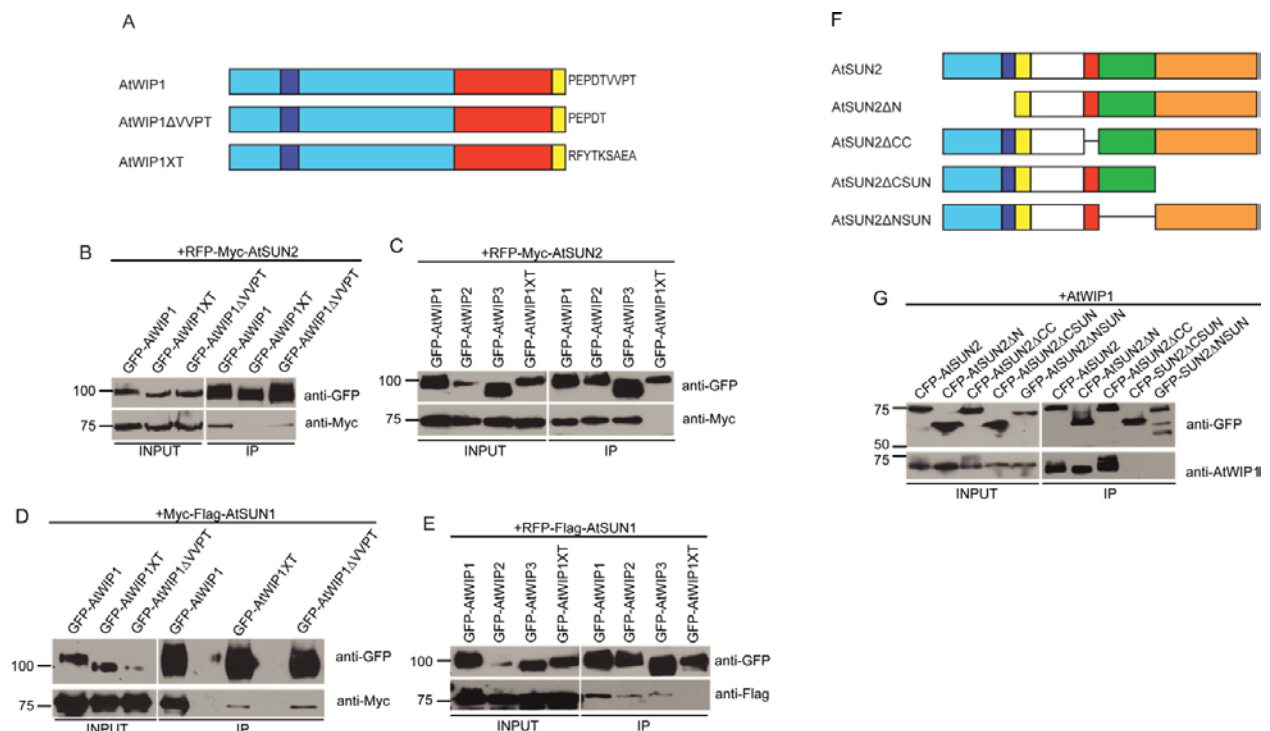 A
AtWIP1
PEPDTVVPT
AtWIP1ΔVVPT
PEPDT
AtWIP1XT
RFYTKSAEA
B
+RFP-Myc-AtSUN2
GFP-AtWIP1
GFP-AtWIP1XT
GFP-AtWIP1ΔVVPT
GFP-AtWIP1
GFP-AtWIP1XT
GFP-AtWIP1ΔVVPT
100
anti-GFP
75
anti-Myc
INPUT
IP
C
+RFP-Myc-AtSUN2
GFP-AtWIP1
GFP-AtWIP2
GFP-AtWIP3
GFP-AtWIP1XT
GFP-AtWIP1
GFP-AtWIP2
GFP-AtWIP3
GFP-AtWIP1XT
100
anti-GFP
75
anti-Myc
INPUT
IP
D
+Myc-Flag-AtSUN1
GFP-AtWIP1
GFP-AtWIP1XT
GFP-AtWIP1ΔVVPT
GFP-AtWIP1
GFP-AtWIP1XT
GFP-AtWIP1ΔVVPT
100
anti-GFP
75
anti-Myc
INPUT
IP
E
+RFP-Flag-AtSUN1
GFP-AtWIP1
GFP-AtWIP2
GFP-AtWIP3
GFP-AtWIP1XT
GFP-AtWIP1
GFP-AtWIP2
GFP-AtWIP3
GFP-AtWIP1XT
100
anti-GFP
75
anti-Flag
INPUT
IP
F
AtSUN2
AtSUN2ΔN
AtSUN2ΔCC
AtSUN2ΔCSUN
AtSUN2ΔNSUN
G
+AtWIP1
CFP-AtSUN2
CFP-AtSUN2ΔN
CFP-AtSUN2ΔCC
CFP-AtSUN2ΔCSUN
GFP-AtSUN2ΔNSUN
CFP-AtSUN2
CFP-AtSUN2ΔN
CFP-AtSUN2ΔCC
CFP-SUN2ΔCSUN
GFP-SUN2ΔNSUN
75
anti-GFP
50
75
anti-AtWIP1
INPUT
IP